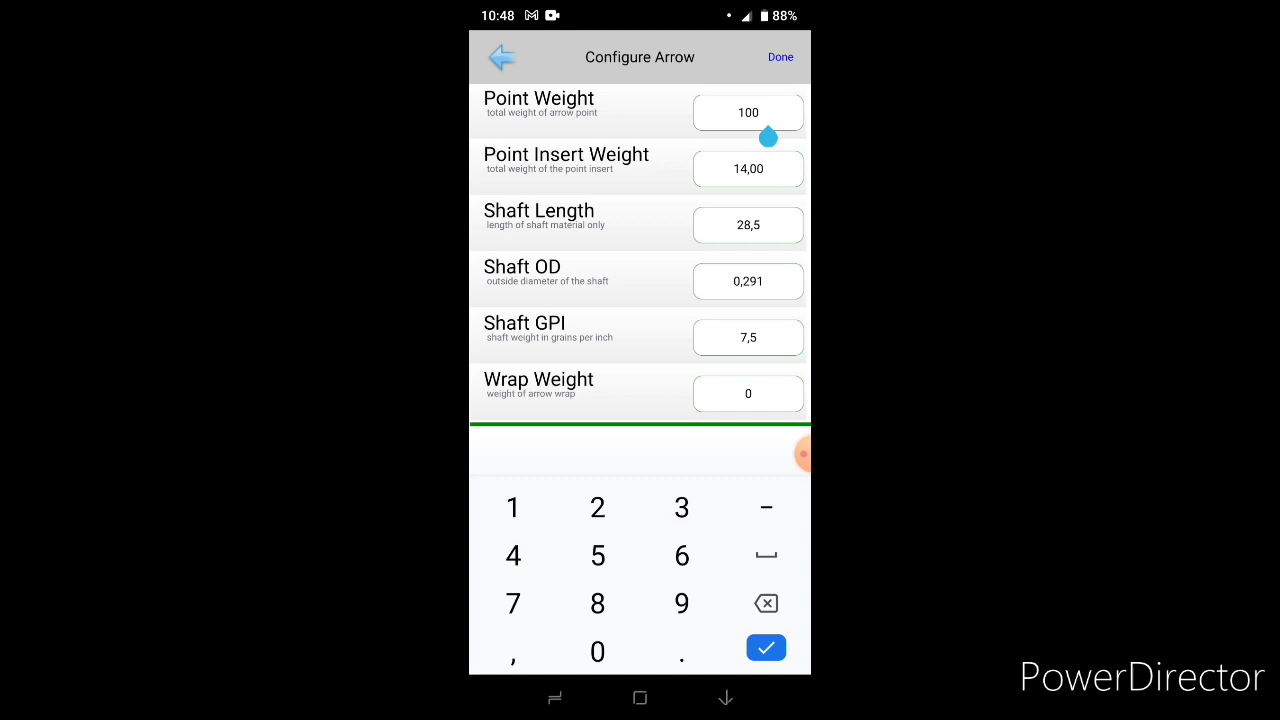 10:48 88%
Configure Arrow Done
Point Weight
total weight of arrow point
100
Point Insert Weight
total weight of the point insert
14,00
Shaft Length
length of shaft material only
28,5
Shaft OD
outside diameter of the shaft
0,291
Shaft GPI
shaft weight in grains per inch
7,5
Wrap Weight
weight of arrow wrap
0
1 2 3 −
4 5 6
7 8 9
, 0 .
PowerDirector